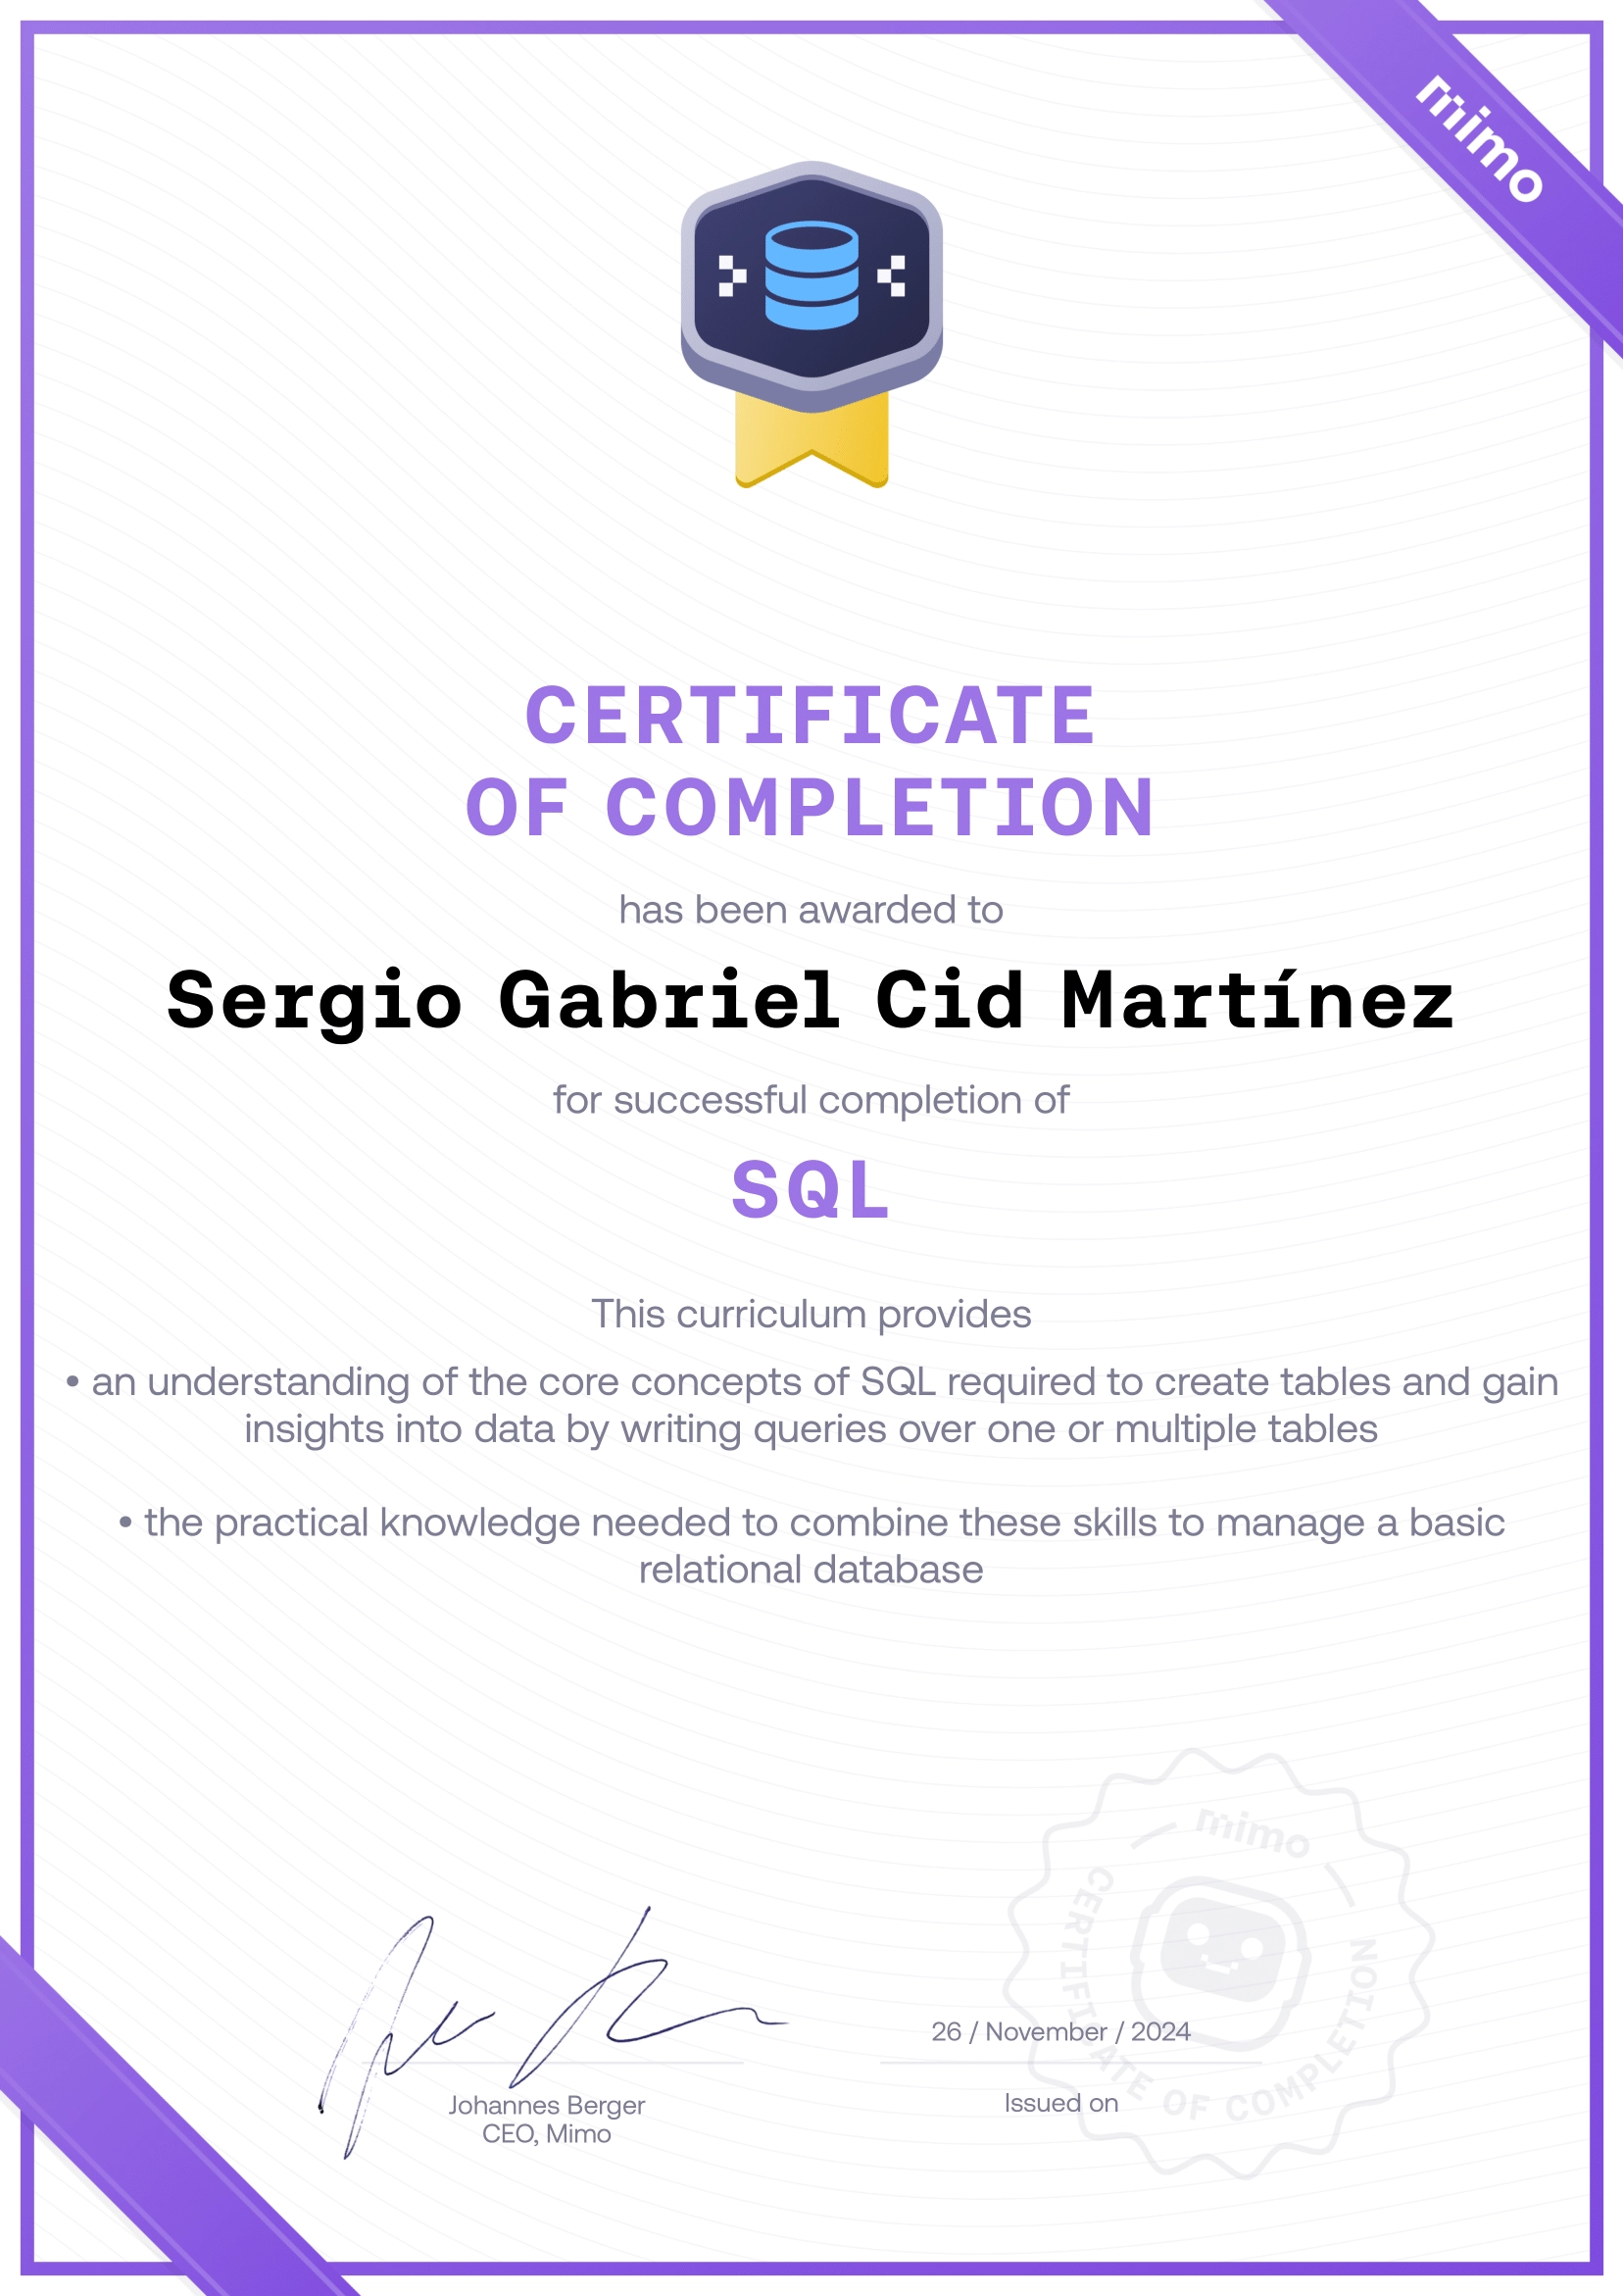 mimo
CERTIFICATE
OF COMPLETION
has been awarded to
Sergio Gabriel Cid Martínez
for successful completion of
SQL
This curriculum provides
• an understanding of the core concepts of SQL required to create tables and gain
insights into data by writing queries over one or multiple tables
• the practical knowledge needed to combine these skills to manage a basic
relational database
mimo
CERTIFICATE OF COMPLETION
26 / November / 2024
Johannes Berger
CEO, Mimo
Issued on